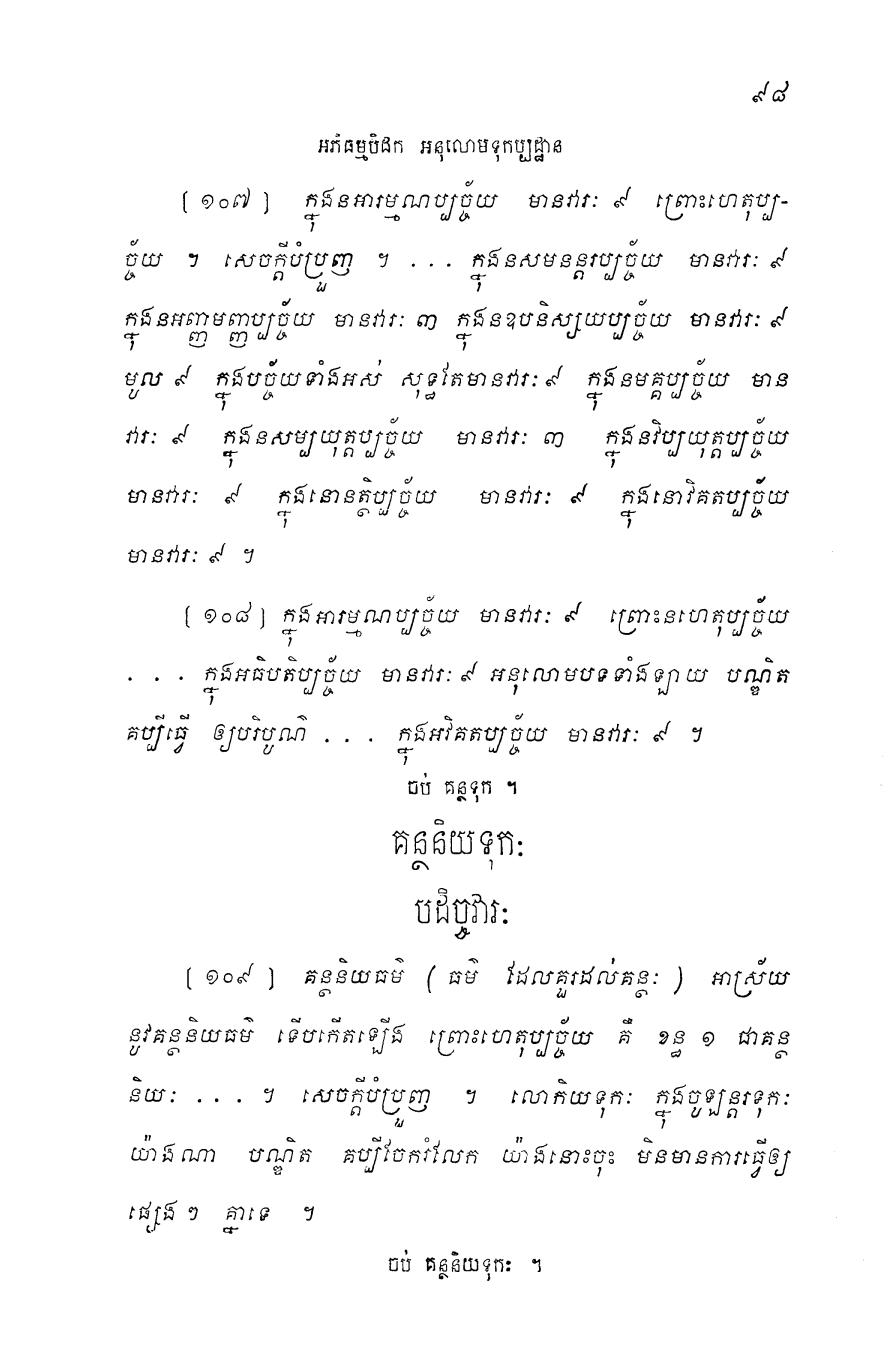 ៩៨
អភិធម្មបិដក អនុលោមទុកប្បដ្ឋាន
[ ១០៧ ] ក្នុងនអារម្មណប្បច្ច័យ មានវារៈ ៩ ព្រោះហេតុប្ប-
ច្ច័យ ។ សេចក្តីបំប្រួញ ។ . . . ក្នុងនសមនន្តរប្បច្ច័យ មានវារៈ ៩
ក្នុងនអញ្ញមញ្ញប្បច្ច័យ មានវារៈ ៣ ក្នុងនឧបនិស្សយប្បច្ច័យ មានវារៈ ៩
មូល ៩ ក្នុងបច្ច័យទាំងអស់ សុទ្ធតែមានវារៈ ៩ ក្នុងនមគ្គប្បច្ច័យ មាន
វារៈ ៩ ក្នុងនសម្បយុត្តប្បច្ច័យ មានវារៈ ៣ ក្នុងនវិប្បយុត្តប្បច្ច័យ
មានវារៈ ៩ ក្នុងនោនត្ថិប្បច្ច័យ មានវារៈ ៩ ក្នុងនោវិគតប្បច្ច័យ
មានវារៈ ៩ ។
[ ១០៨ ] ក្នុងអារម្មណប្បច្ច័យ មានវារៈ ៩ ព្រោះនហេតុប្បច្ច័យ
. . . ក្នុងអធិបតិប្បច្ច័យ មានវារៈ ៩ អនុលោមបទទាំងឡាយ បណ្ឌិត
គប្បីធ្វើ ឲ្យបរិបូណ៌ . . . ក្នុងអវិគតប្បច្ច័យ មានវារៈ ៩ ។
ចប់ គន្ថទុក ។
គន្ថនិយទុកៈ
បដិច្ចវារៈ
[ ១០៩ ] គន្ថនិយធម៌ ( ធម៌ ដែលគួរដល់គន្ថៈ ) អាស្រ័យ
នូវគន្ថនិយធម៌ ទើបកើតឡើង ព្រោះហេតុប្បច្ច័យ គឺ ខន្ធ ១ ជាគន្ថ
និយៈ . . . ។ សេចក្តីបំប្រួញ ។ លោកិយទុកៈ ក្នុងចូឡន្តរទុកៈ
យ៉ាងណា បណ្ឌិត គប្បីចែករំលែក យ៉ាងនោះចុះ មិនមានការធ្វើឲ្យ
ផ្សេង ៗ គ្នាទេ ។
ចប់ គន្ថនិយទុកៈ ។